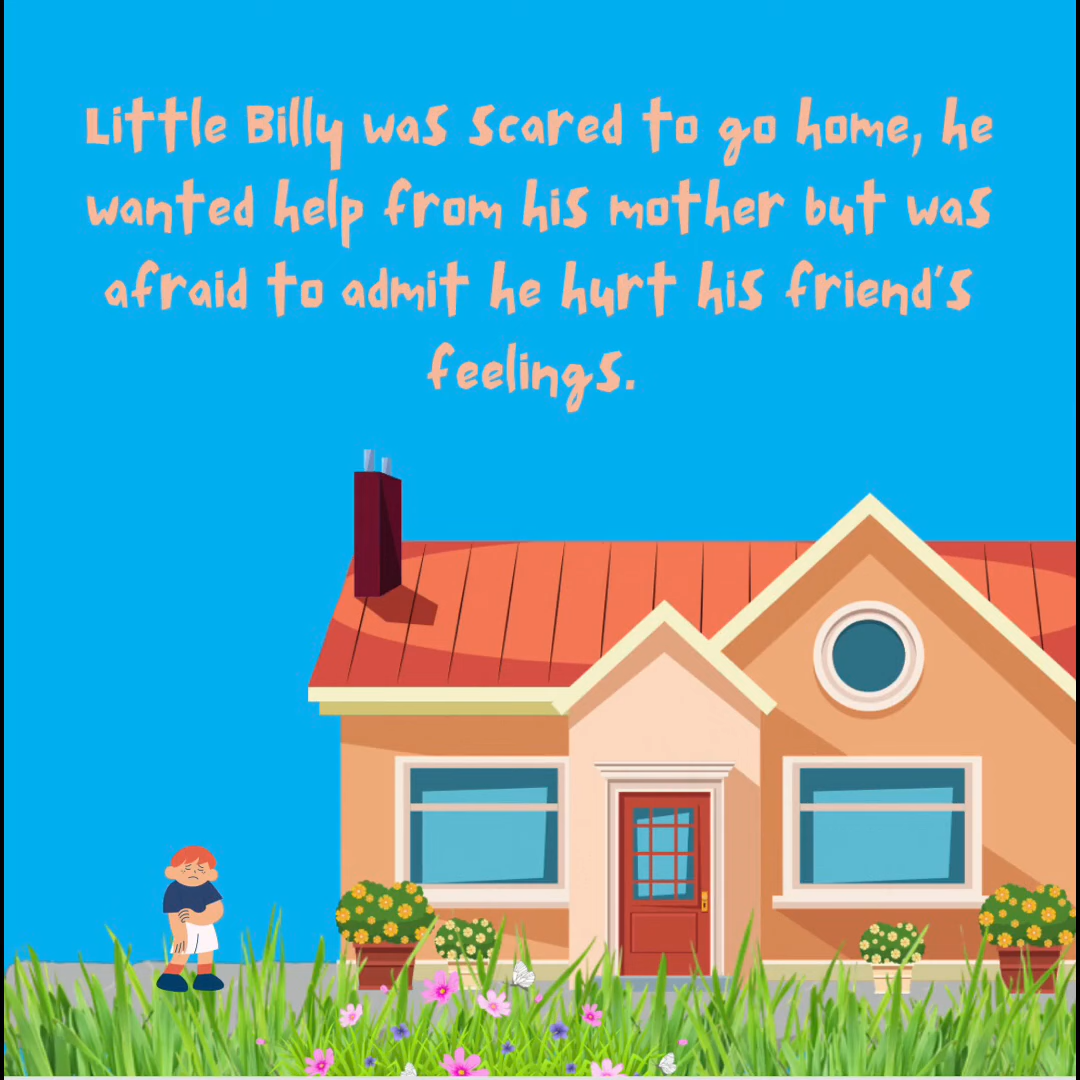 Little Billy was scared to go home, he
wanted help from his mother but was
afraid to admit he hurt his friend's
feelings.